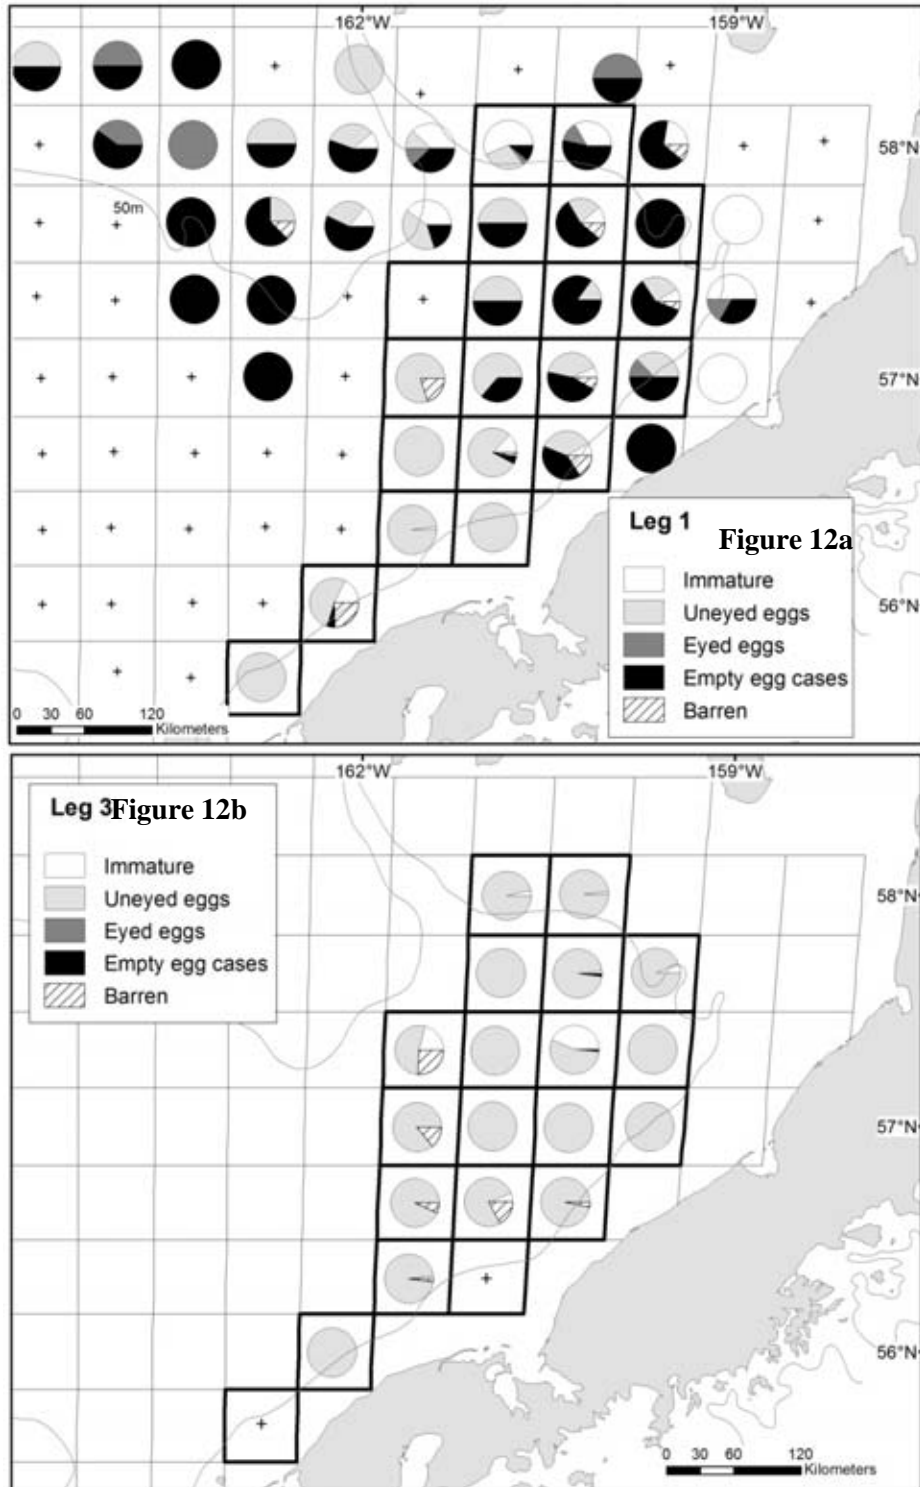 162°W 159°W
58°N
50m
57°N
Leg 1
Figure 12a
Immature
Uneyed eggs
Eyed eggs
Empty egg cases
Barren
56°N
0 30 60 120
Kilometers
162°W 159°W
Leg 3
Figure 12b
Immature
Uneyed eggs
Eyed eggs
Empty egg cases
Barren
58°N
57°N
56°N
0 30 60 120
Kilometers